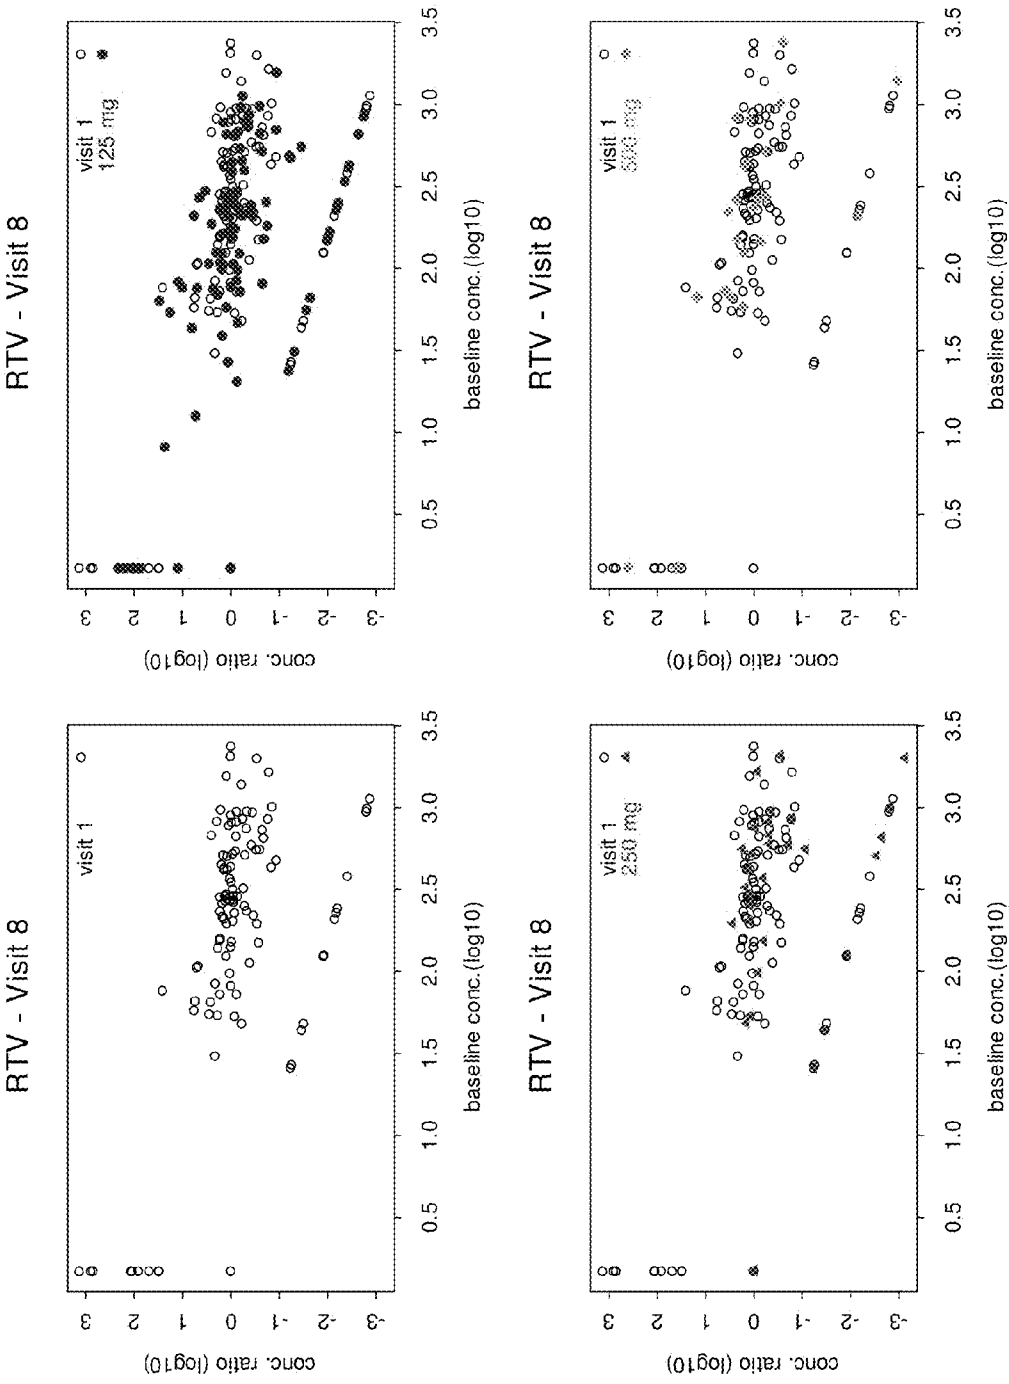 RTV - Visit 8
visit 1
conc. ratio (log10)
3
2
1
0
-1
-2
-3
0.5
1.0
1.5
2.0
2.5
3.0
3.5
baseline conc.(log10)
RTV - Visit 8
visit 1
125 mg
conc. ratio (log10)
3
2
1
0
-1
-2
-3
0.5
1.0
1.5
2.0
2.5
3.0
3.5
baseline conc.(log10)
RTV - Visit 8
visit 1
250 mg
conc. ratio (log10)
3
2
1
0
-1
-2
-3
0.5
1.0
1.5
2.0
2.5
3.0
3.5
baseline conc.(log10)
RTV - Visit 8
visit 1
500 mg
conc. ratio (log10)
3
2
1
0
-1
-2
-3
0.5
1.0
1.5
2.0
2.5
3.0
3.5
baseline conc.(log10)